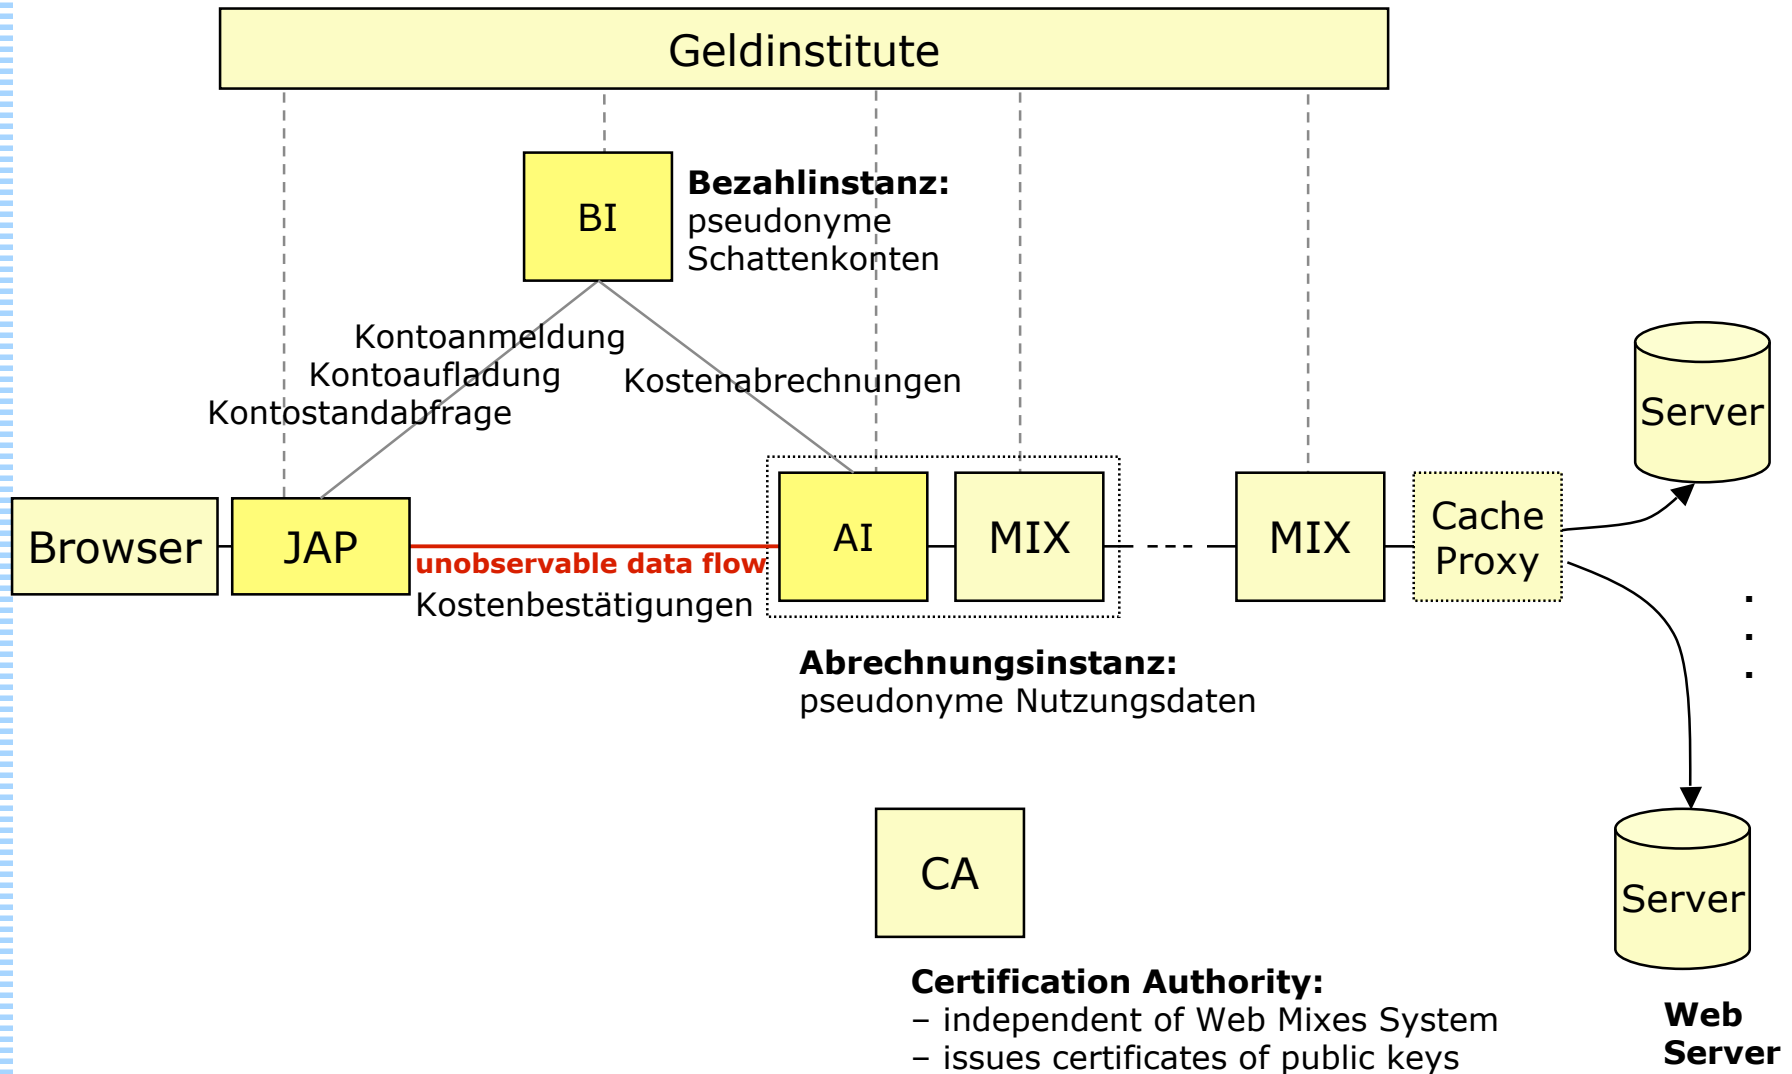 Geldinstitute
BI
Bezahlinstanz:
pseudonyme
Schattenkonten
Kontoanmeldung
Kontoaufladung
Kontostandabfrage
Kostenabrechnungen
Browser
JAP
unobservable data flow
Kostenbestätigungen
AI
MIX
MIX
Cache
Proxy
Server
.
.
.
Abrechnungsinstanz:
pseudonyme Nutzungsdaten
CA
Certification Authority:
– independent of Web Mixes System
– issues certificates of public keys
Server
Web
Server